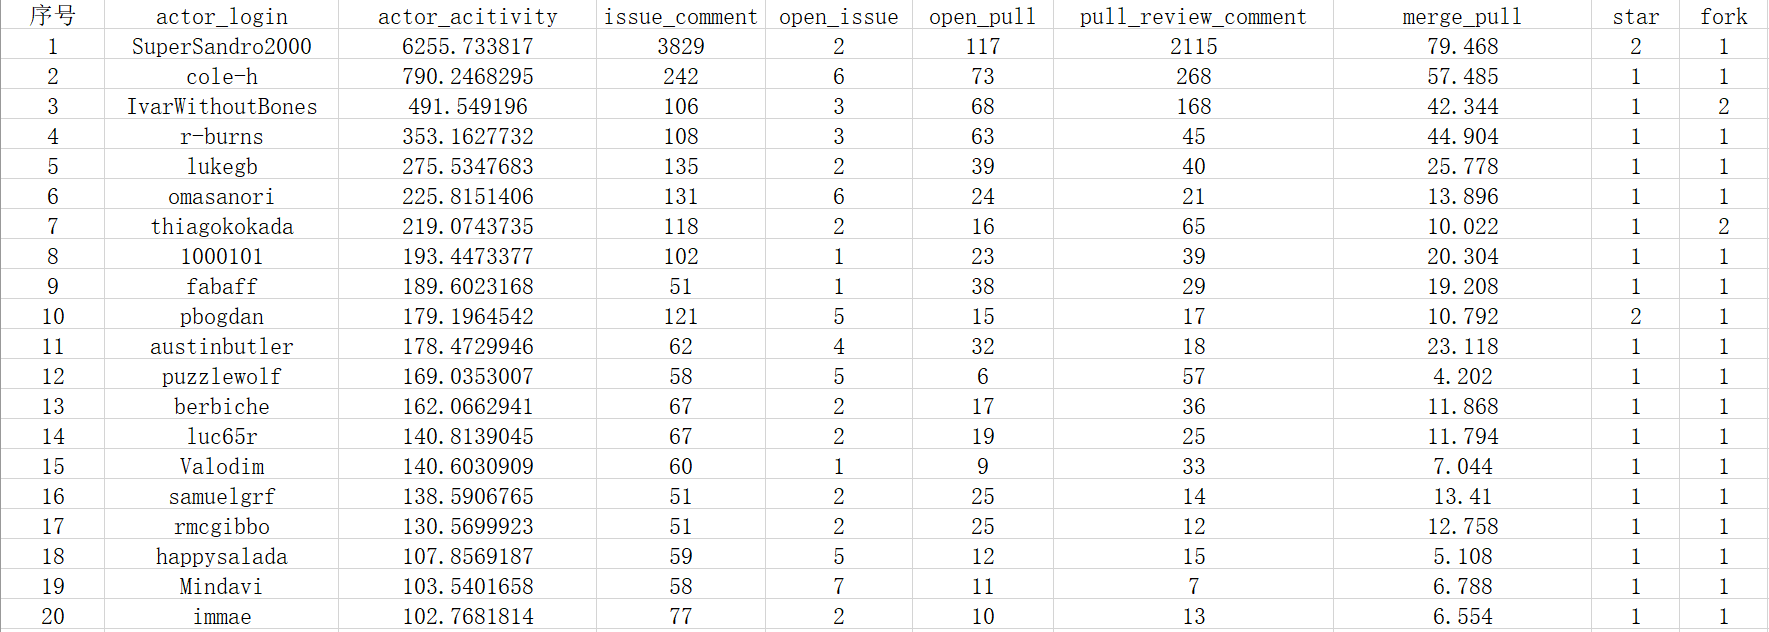 序号 actor_login actor_acitivity issue_comment open_issue open_pull pull_review_comment merge_pull star fork
1 SuperSandro2000 6255.733817 3829 2 117 2115 79.468 2 1
2 cole-h 790.2468295 242 6 73 268 57.485 1 1
3 IvarWithoutBones 491.549196 106 3 68 168 42.344 1 2
4 r-burns 353.1627732 108 3 63 45 44.904 1 1
5 lukegb 275.5347683 135 2 39 40 25.778 1 1
6 omasanori 225.8151406 131 6 24 21 13.896 1 1
7 thiagokokada 219.0743735 118 2 16 65 10.022 1 2
8 1000101 193.4473377 102 1 23 39 20.304 1 1
9 fabaff 189.6023168 51 1 38 29 19.208 1 1
10 pbogdan 179.1964542 121 5 15 17 10.792 2 1
11 austinbutler 178.4729946 62 4 32 18 23.118 1 1
12 puzzlewolf 169.0353007 58 5 6 57 4.202 1 1
13 berbiche 162.0662941 67 2 17 36 11.868 1 1
14 luc65r 140.8139045 67 2 19 25 11.794 1 1
15 Valodim 140.6030909 60 1 9 33 7.044 1 1
16 samuelgrf 138.5906765 51 2 25 14 13.41 1 1
17 rmcgibbo 130.5699923 51 2 25 12 12.758 1 1
18 happysalada 107.8569187 59 5 12 15 5.108 1 1
19 Mindavi 103.5401658 58 7 11 7 6.788 1 1
20 immae 102.7681814 77 2 10 13 6.554 1 1